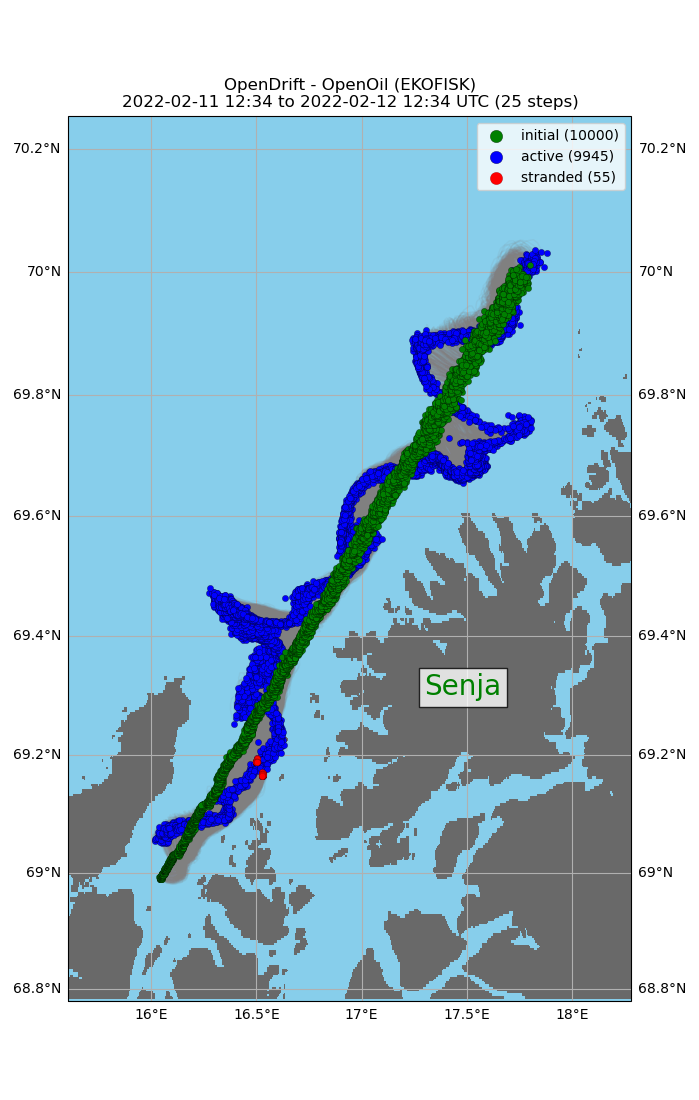 OpenDrift - OpenOil (EKOFISK)
2022-02-11 12:34 to 2022-02-12 12:34 UTC (25 steps)
initial (10000)
active (9945)
stranded (55)
70.2°N 70.2°N
70°N 70°N
69.8°N 69.8°N
69.6°N 69.6°N
69.4°N 69.4°N
Senja
69.2°N 69.2°N
69°N 69°N
68.8°N 68.8°N
16°E 16.5°E 17°E 17.5°E 18°E